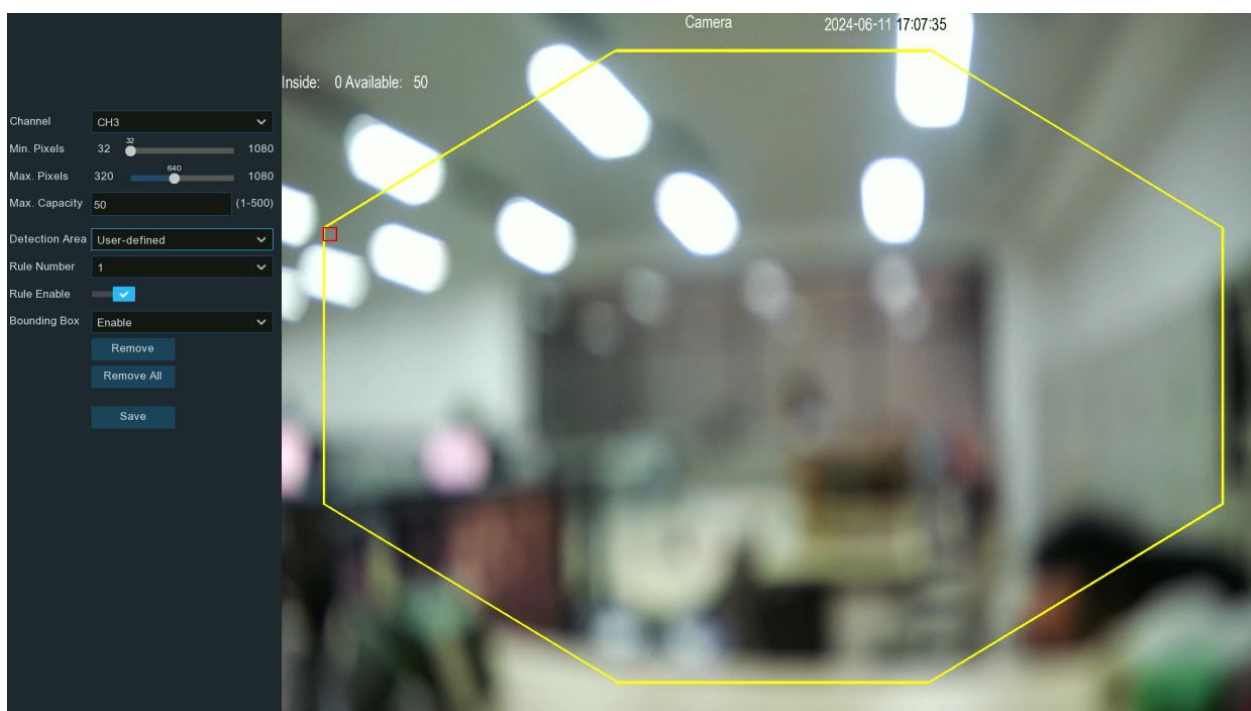 Camera 2024-06-11 17:07:35
Inside: 0 Available: 50
Channel CH3
32
Min. Pixels 32 1080
640
Max. Pixels 320 1080
Max. Capacity 50 (1-500)
Detection Area User-defined
Rule Number 1
Rule Enable
Bounding Box Enable
Remove
Remove All
Save